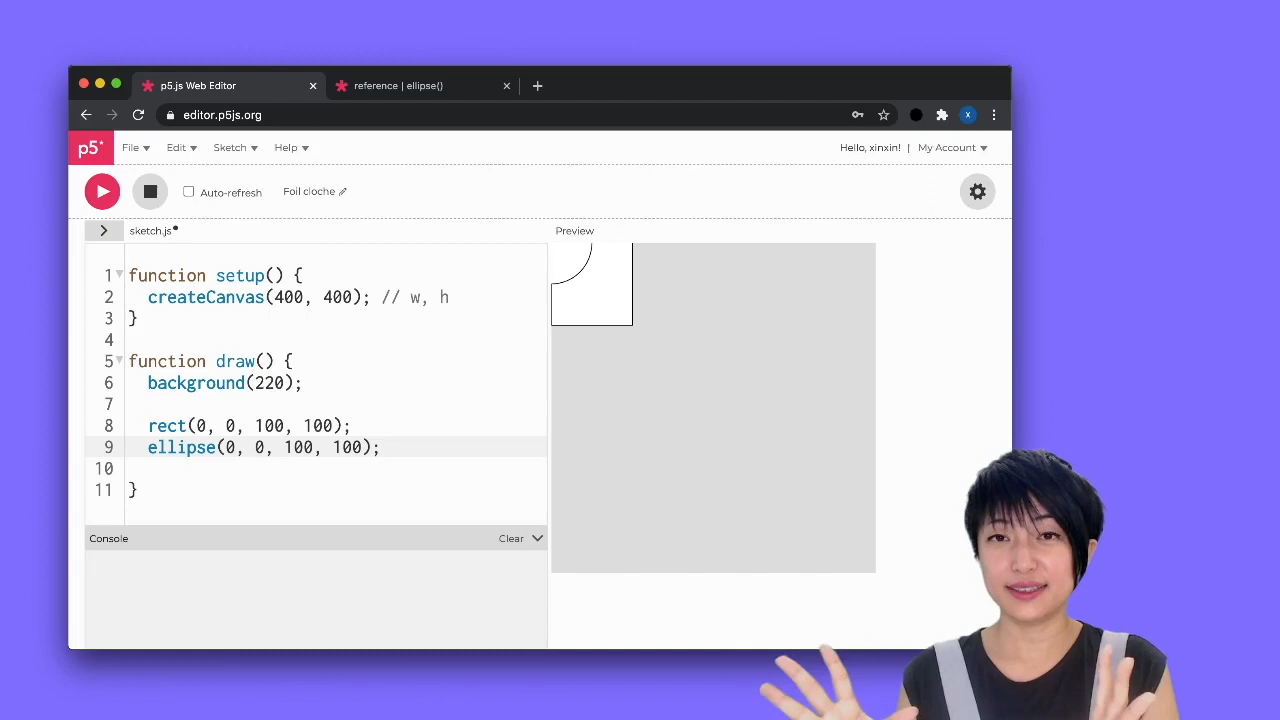 p5.js Web Editor
reference | ellipse()
editor.p5js.org
X
p5*
File
Edit
Sketch
Help
Hello, xinxin!
|
My Account
Auto-refresh
Foil cloche
sketch.js
Preview
1 function setup() {
2 createCanvas(400, 400); // w, h
3 }
4
5 function draw() {
6 background(220);
7
8 rect(0, 0, 100, 100);
9 ellipse(0, 0, 100, 100);
10
11 }
Console
Clear